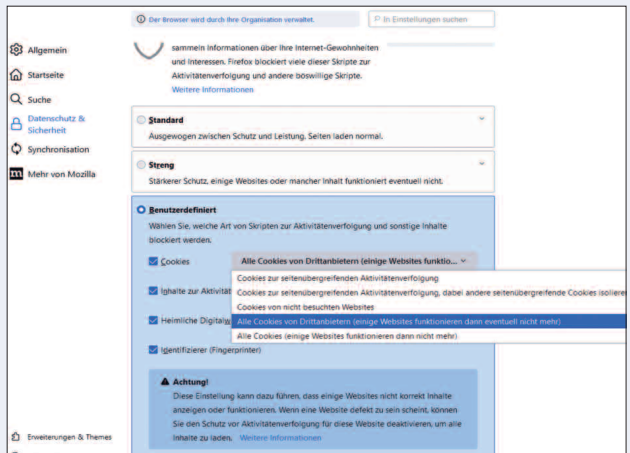 Der Browser wird durch Ihre Organisation verwaltet.
In Einstellungen suchen
Allgemein
Startseite
Suche
Datenschutz &
Sicherheit
Synchronisation
Mehr von Mozilla
Erweiterungen & Themes
sammeln Informationen über Ihre Internet-Gewohnheiten
und Interessen. Firefox blockiert viele dieser Skripte zur
Aktivitätenverfolgung und andere böswillige Skripte.
Weitere Informationen
Standard
Ausgewogen zwischen Schutz und Leistung. Seiten laden normal.
Streng
Stärkerer Schutz, einige Websites oder mancher Inhalt funktioniert eventuell nicht.
Benutzerdefiniert
Wählen Sie, welche Art von Skripten zur Aktivitätenverfolgung und sonstige Inhalte
blockiert werden.
Cookies
Alle Cookies von Drittanbietern (einige Websites funktio...
Cookies zur seitenübergreifenden Aktivitätenverfolgung
Inhalte zur Aktivität
Cookies zur seitenübergreifenden Aktivitätenverfolgung, dabei andere seitenübergreifende Cookies isoliere
Cookies von nicht besuchten Websites
Heimliche Digitalw
Alle Cookies von Drittanbietern (einige Websites funktionieren dann eventuell nicht mehr)
Alle Cookies (einige Websites funktionieren dann nicht mehr)
Identifizierer (Fingerprinter)
Achtung!
Diese Einstellung kann dazu führen, dass einige Websites nicht korrekt Inhalte
anzeigen oder funktionieren. Wenn eine Website defekt zu sein scheint, können
Sie den Schutz vor Aktivitätenverfolgung für diese Website deaktivieren, um alle
Inhalte zu laden. Weitere Informationen